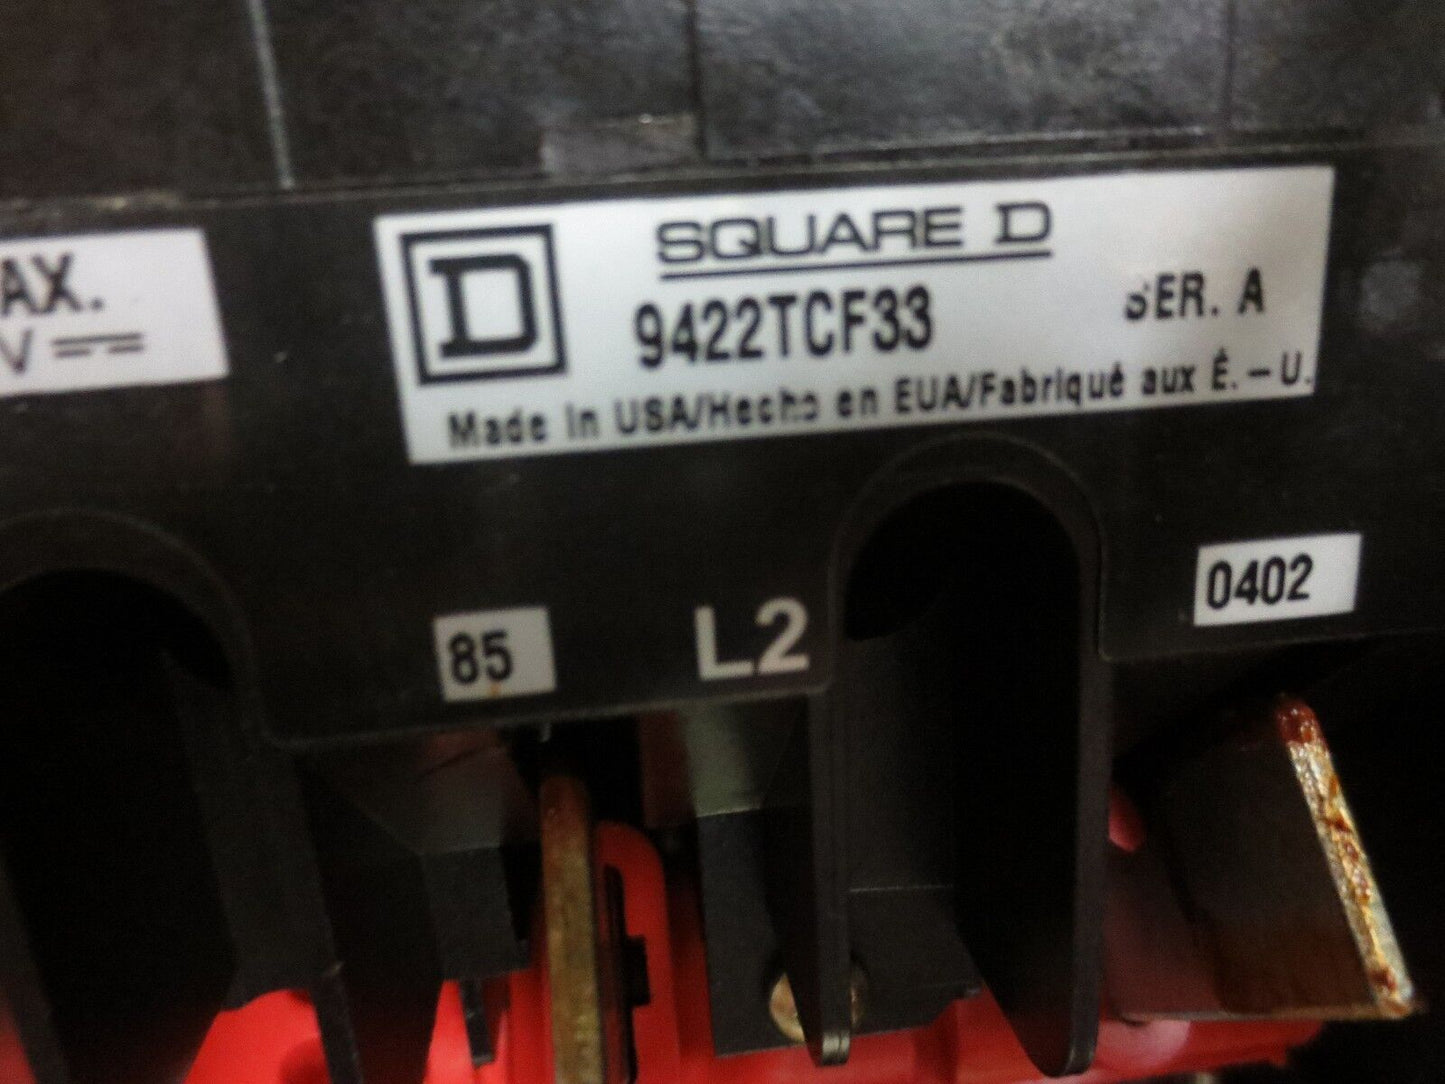 AX.
V
D
SQUARE D
9422TCF33 SER. A
Made in USA/Hecho en EUA/Fabriqué aux É.-U.
85
L2
0402